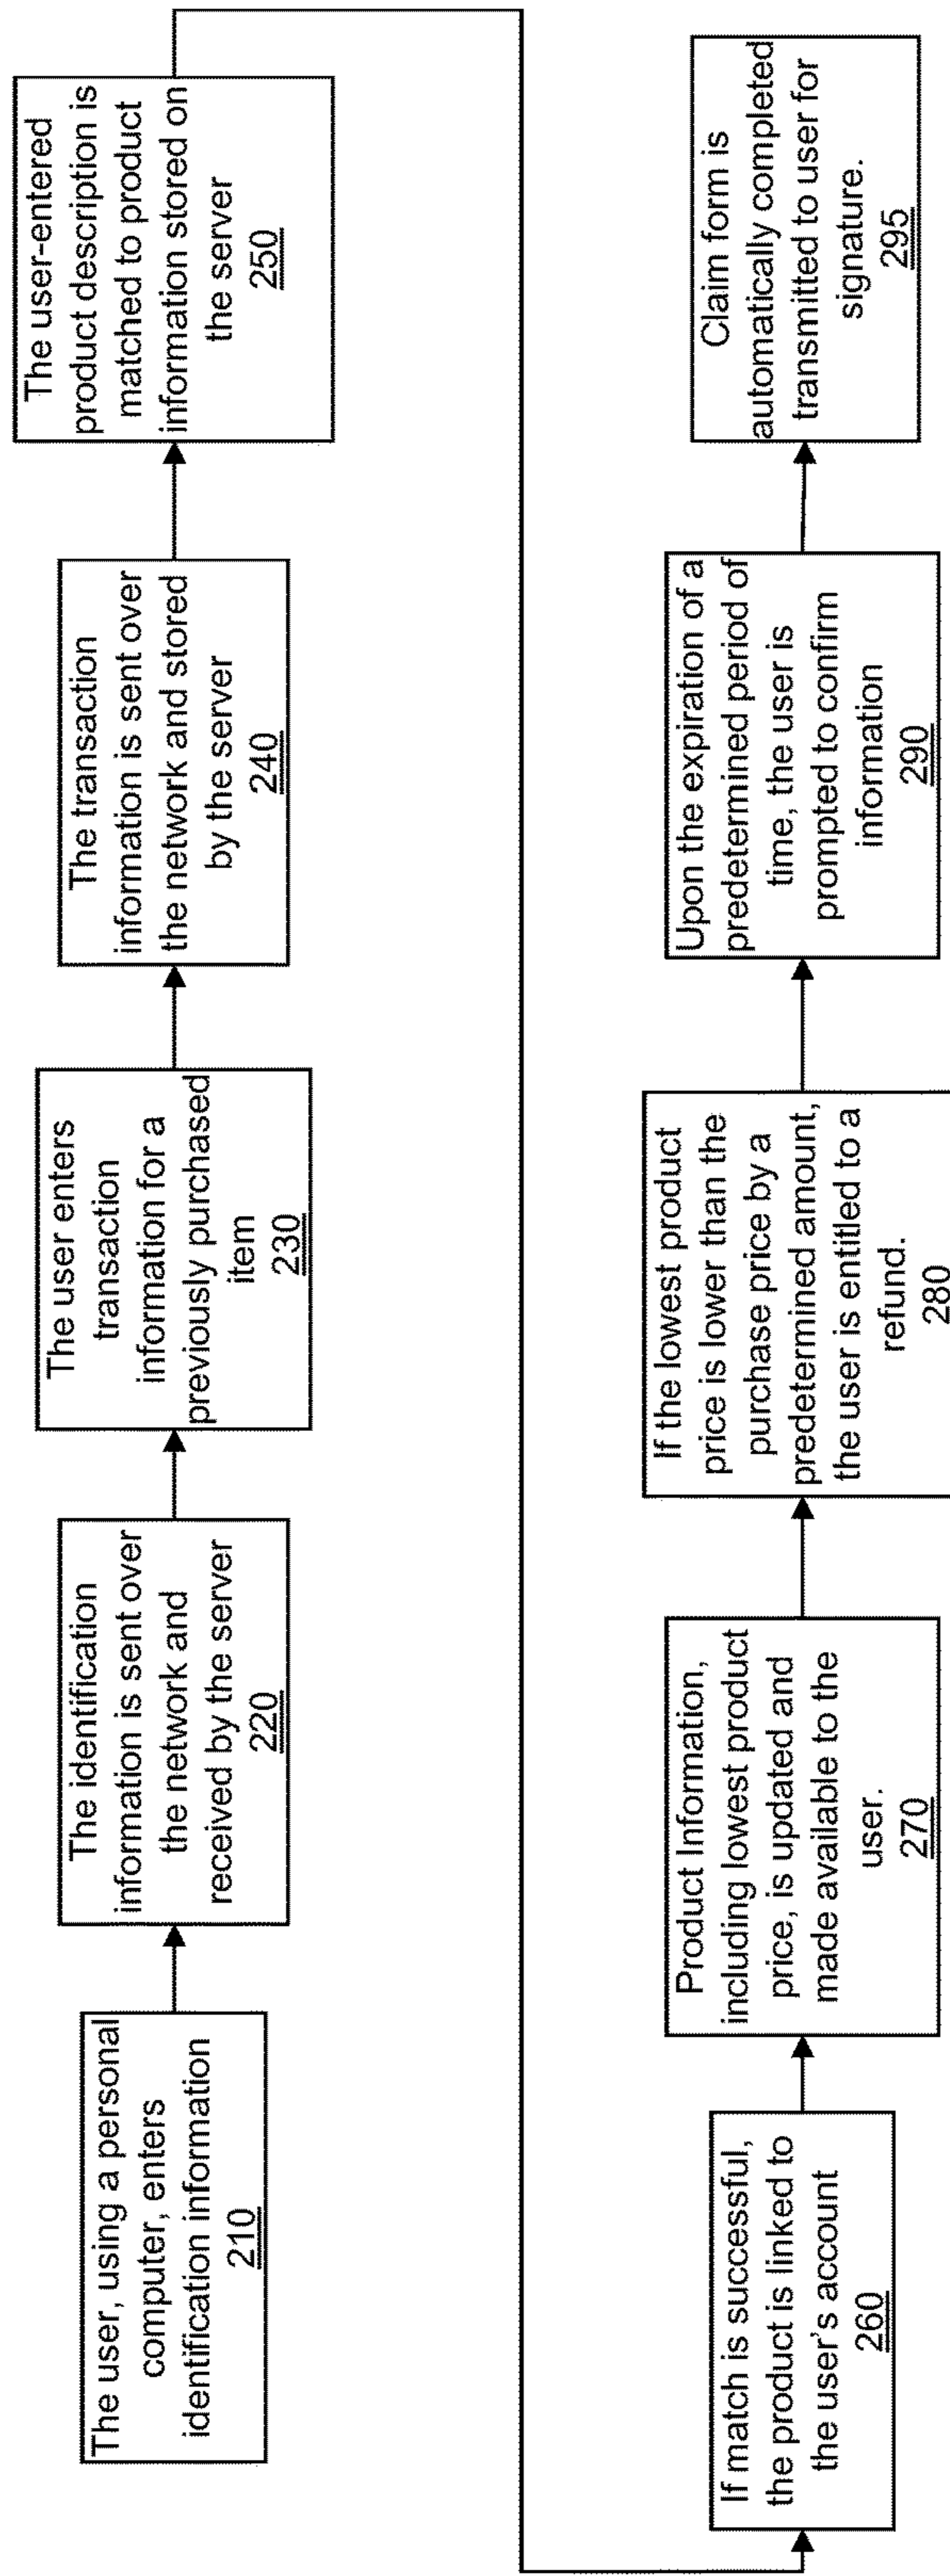 The user, using a personal
computer, enters
identification information
210
The identification
information is sent over
the network and
received by the server
220
The user enters
transaction
information for a
previously purchased
item
230
The transaction
information is sent over
the network and stored
by the server
240
The user-entered
product description is
matched to product
information stored on
the server
250
If match is successful,
the product is linked to
the user's account
260
Product Information,
including lowest product
price, is updated and
made available to the
user.
270
If the lowest product
price is lower than the
purchase price by a
predetermined amount,
the user is entitled to a
refund.
280
Upon the expiration of a
predetermined period of
time, the user is
prompted to confirm
information
290
Claim form is
automatically completed
transmitted to user for
signature.
295